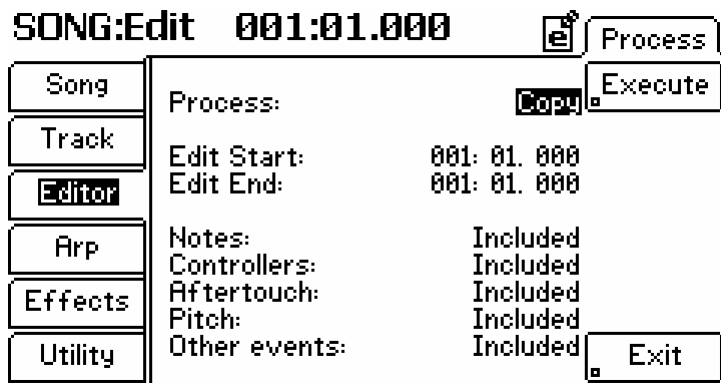 SONG:Edit 001:01.000 e Process
Song
Track
Editor
Arp
Effects
Utility
Process: Copy
Edit Start: 001: 01. 000
Edit End: 001: 01. 000
Notes: Included
Controllers: Included
Aftertouch: Included
Pitch: Included
Other events: Included
Execute
Exit